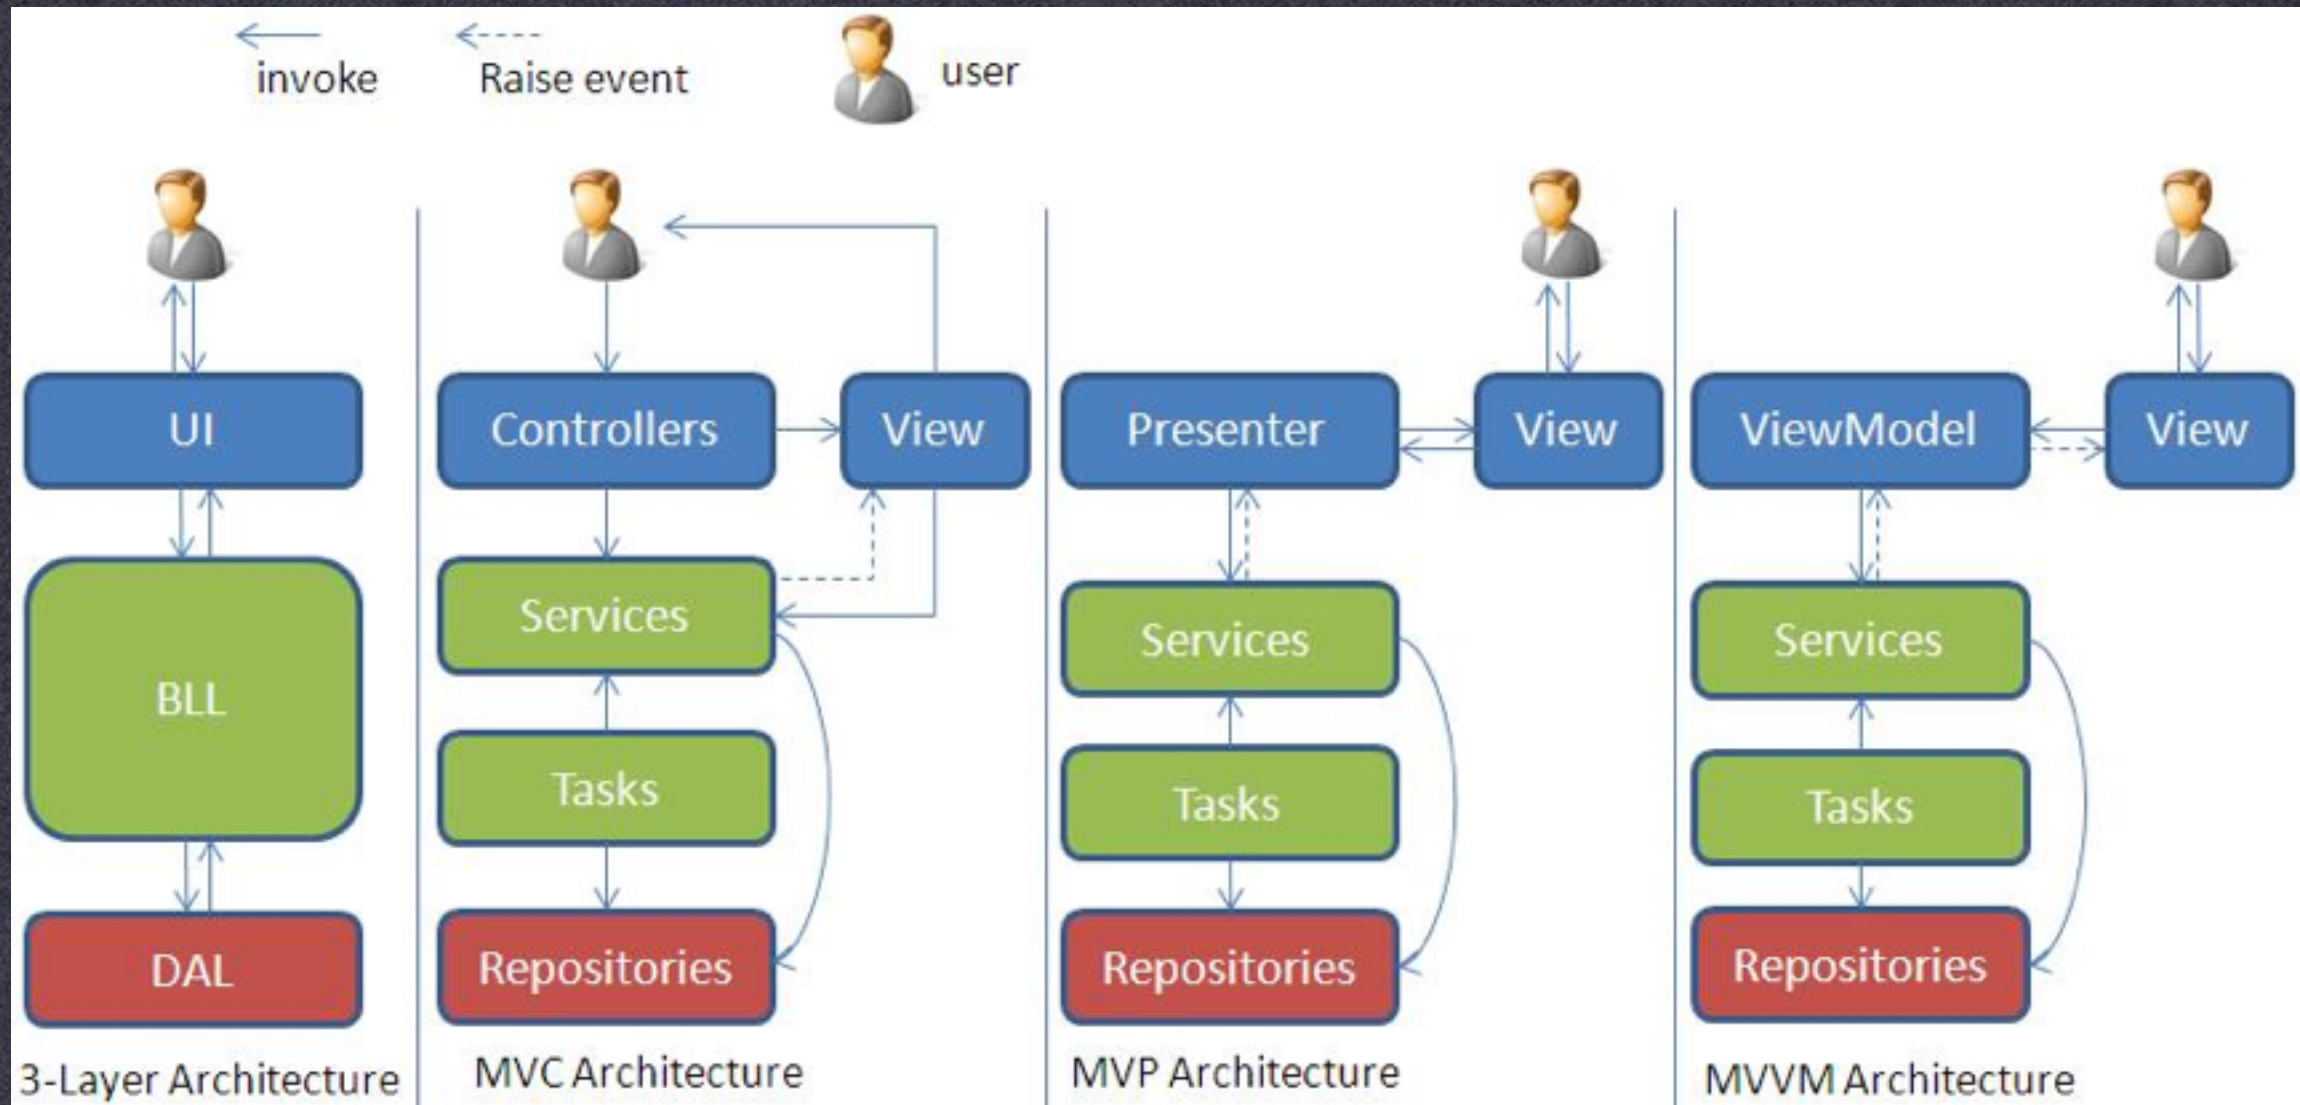 invoke
Raise event
user
UI
BLL
DAL
3-Layer Architecture
Controllers
View
Services
Tasks
Repositories
MVC Architecture
Presenter
View
Services
Tasks
Repositories
MVP Architecture
ViewModel
View
Services
Tasks
Repositories
MVVM Architecture